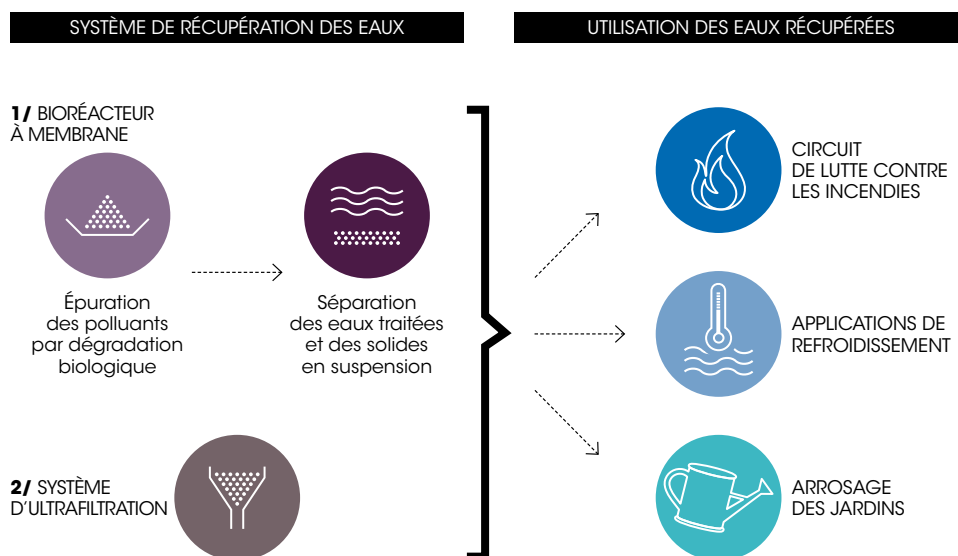 SYSTÈME DE RÉCUPÉRATION DES EAUX
UTILISATION DES EAUX RÉCUPÉRÉES
1/ BIORÉACTEUR
À MEMBRANE
Épuration
des polluants
par dégradation
biologique
Séparation
des eaux traitées
et des solides
en suspension
2/ SYSTÈME
D'ULTRAFILTRATION
CIRCUIT
DE LUTTE CONTRE
LES INCENDIES
APPLICATIONS DE
REFROIDISSEMENT
ARROSAGE
DES JARDINS